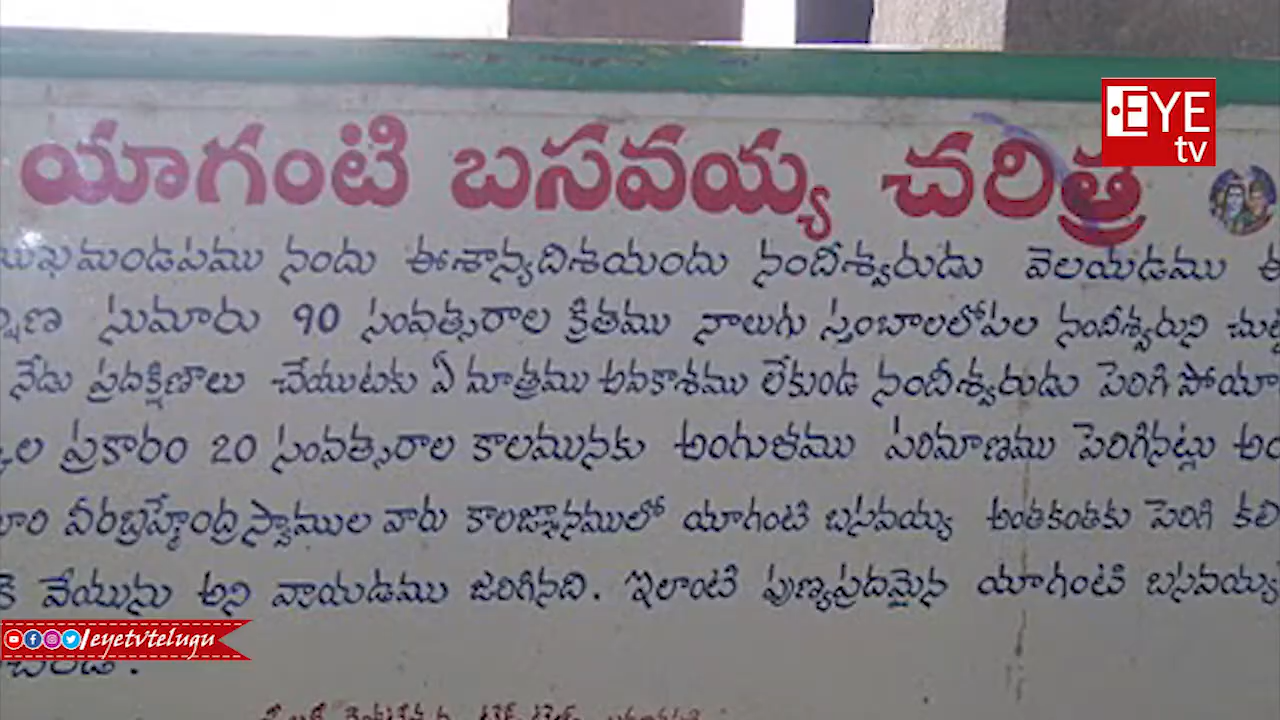 యాగంటి బసవయ్య చరిత్ర
EYE
tv
ముఖమండపము నందు ఈశాన్యదిశయందు నందీశ్వరుడు వెలయడము
సుమారు 90 సంవత్సరాల క్రితము నాలుగు స్తంబాలలోపల నందీశ్వరుని
నేడు ప్రదక్షిణాలు చేయుటకు ఏ మాత్రము అవకాశము లేకుండ నందీశ్వరుడు పెరిగి పోయా
ప్రకారం 20 సంవత్సరాల కాలమునకు అంగుళము పరిమాణము పెరిగినట్లు
వీరబ్రహ్మేంద్ర స్వాముల వారు కాలజ్ఞానములో యాగంటి బసవయ్య అంతకంతకు పెరిగి కలి
వేయును అని వ్రాయడము జరిగినది. ఇలాంటి పుణ్యప్రదమైన యాగంటి బసవయ్య
/eyetvtelugu